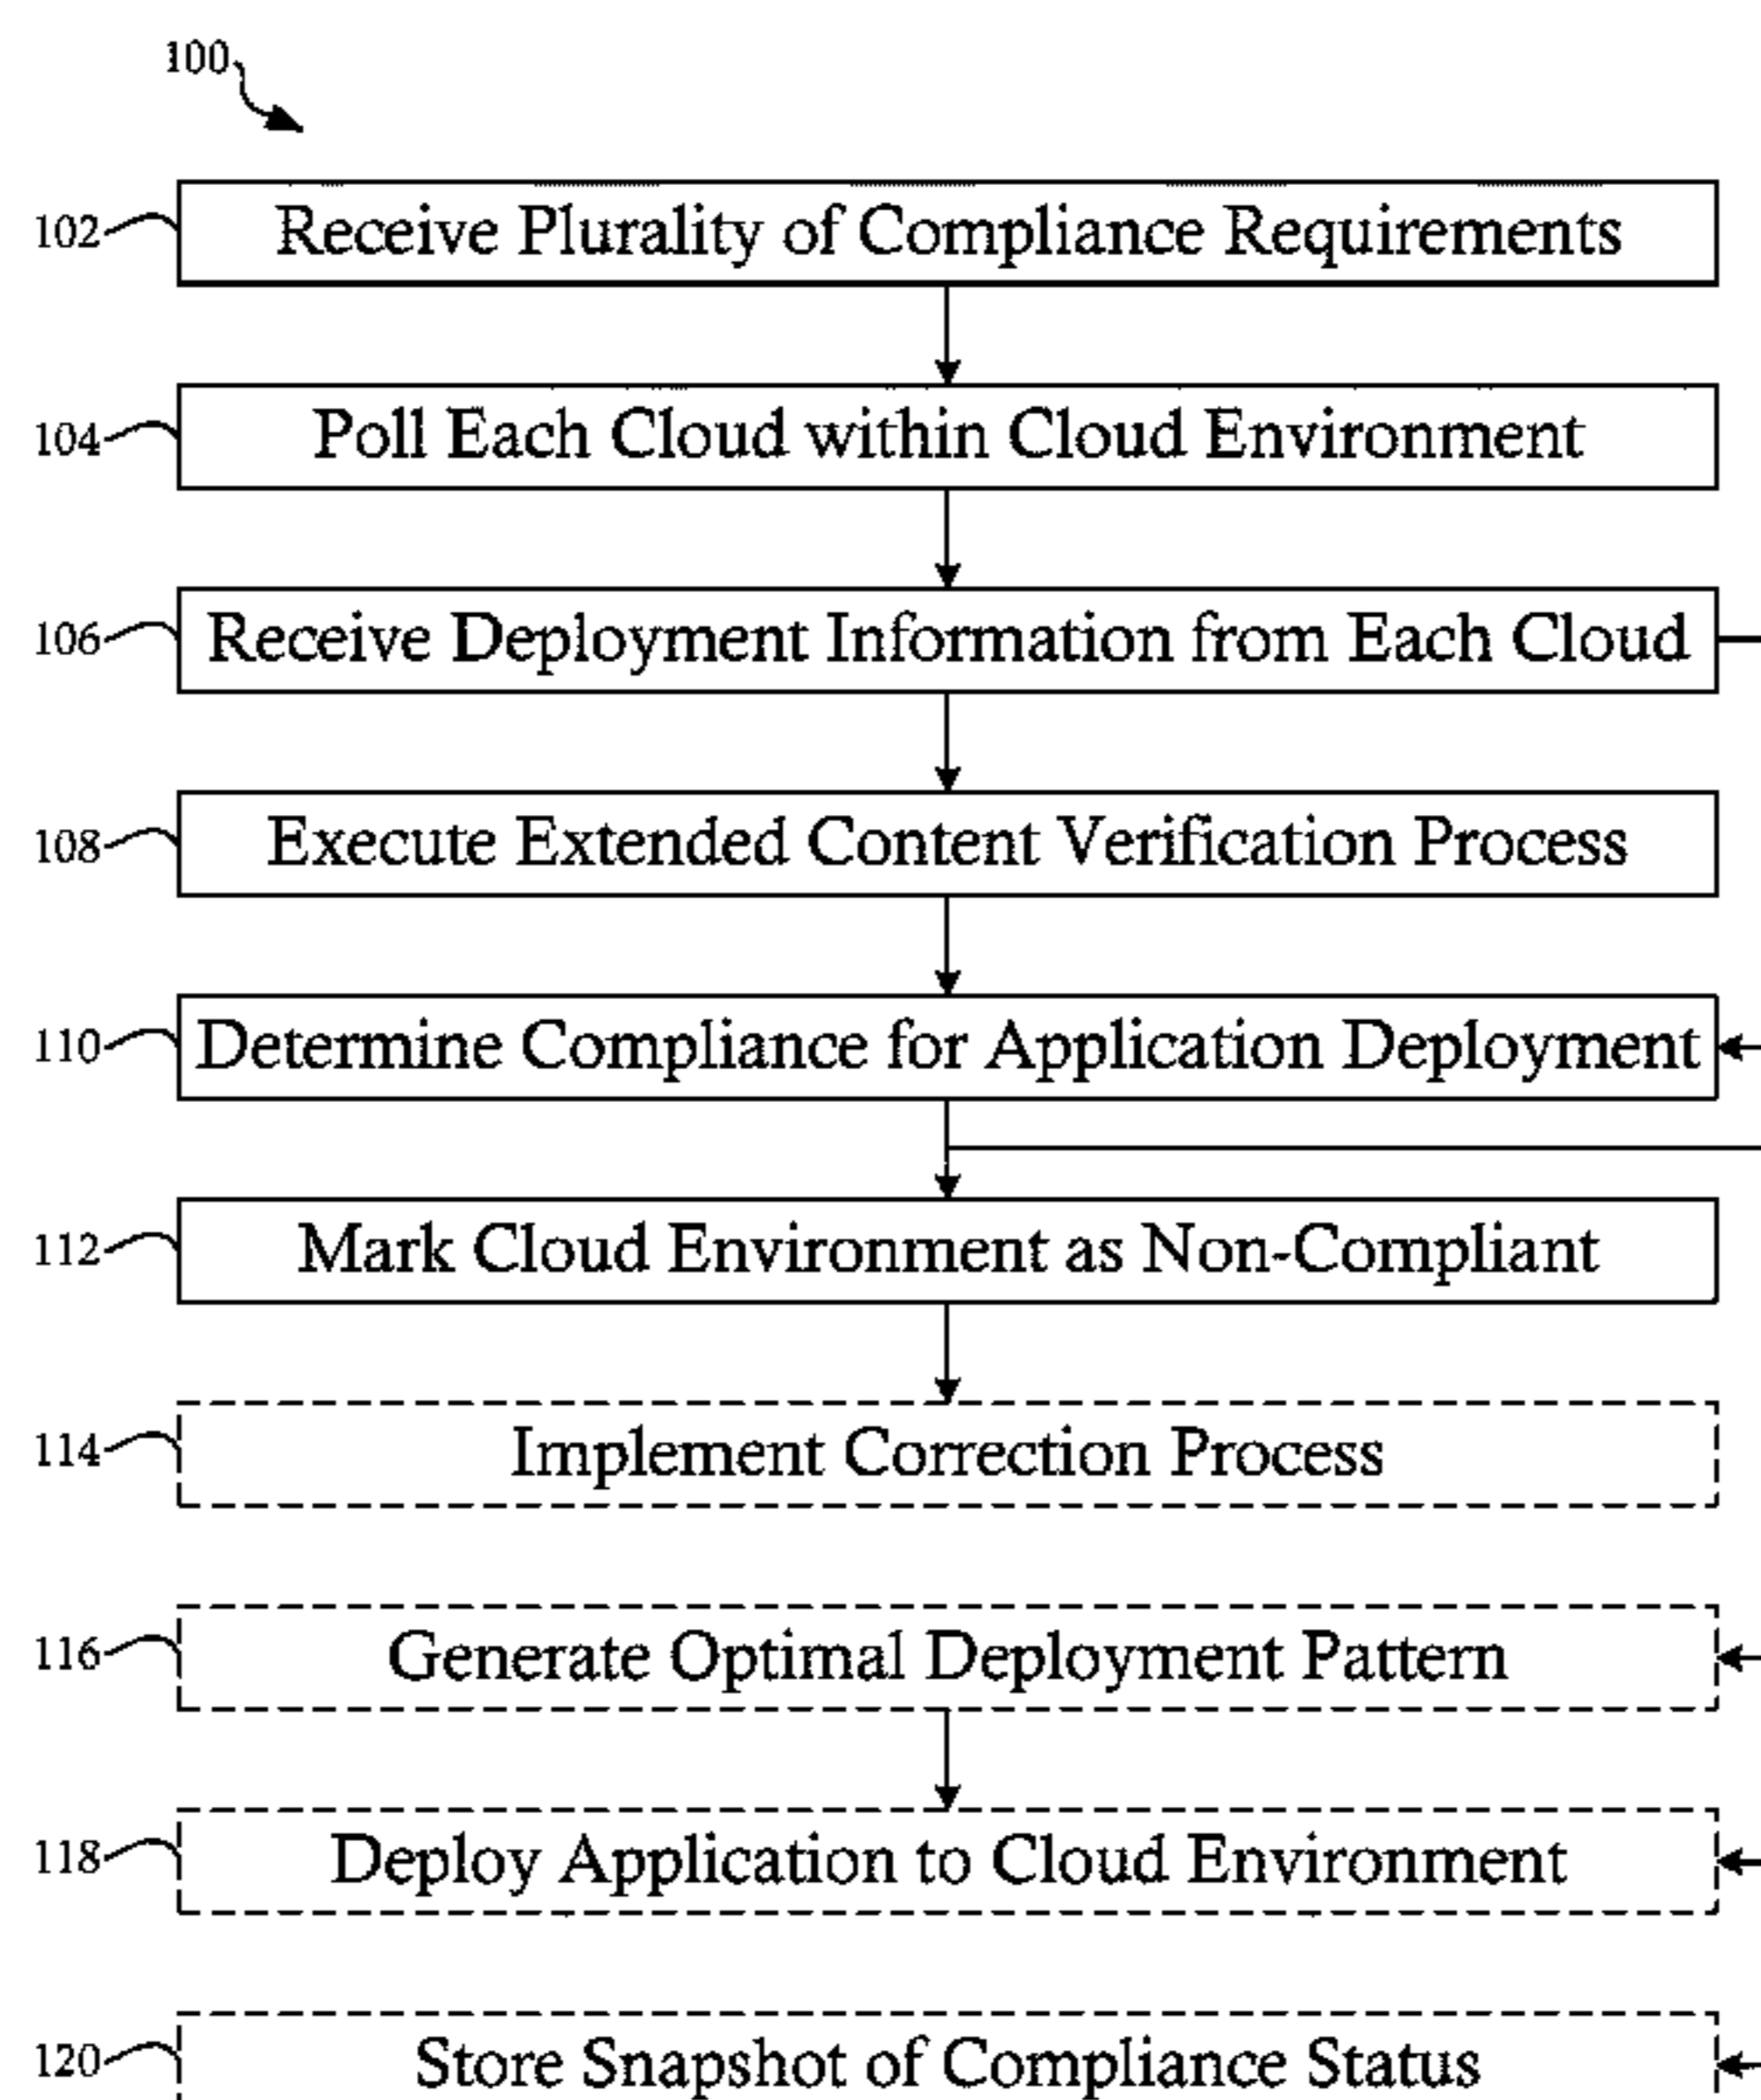 100
102 Receive Plurality of Compliance Requirements
104 Poll Each Cloud within Cloud Environment
106 Receive Deployment Information from Each Cloud
108 Execute Extended Content Verification Process
110 Determine Compliance for Application Deployment
112 Mark Cloud Environment as Non-Compliant
114 Implement Correction Process
116 Generate Optimal Deployment Pattern
118 Deploy Application to Cloud Environment
120 Store Snapshot of Compliance Status